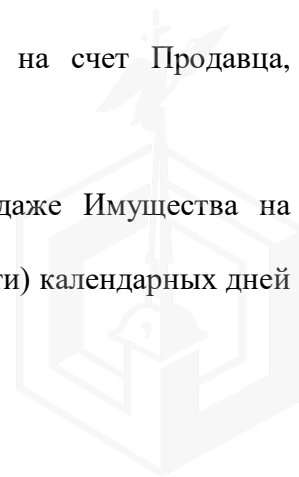 на счет Продавца,
даже Имущества на
ти) календарных дней